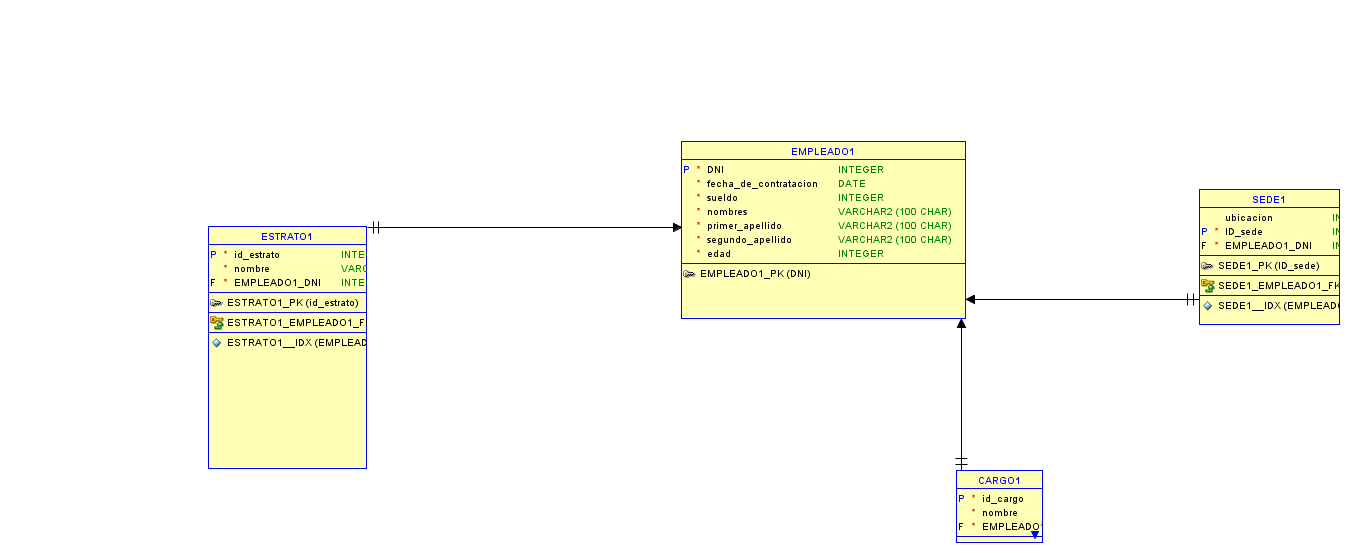 EMPLEADO1
P * DNI INTEGER
* fecha_de_contratacion DATE
* sueldo INTEGER
* nombres VARCHAR2 (100 CHAR)
* primer_apellido VARCHAR2 (100 CHAR)
* segundo_apellido VARCHAR2 (100 CHAR)
* edad INTEGER
EMPLEADO1_PK (DNI)
ESTRATO1
P * id_estrato INTE
* nombre VARC
F * EMPLEADO1_DNI INTE
ESTRATO1_PK (id_estrato)
ESTRATO1_EMPLEADO1_F
ESTRATO1__IDX (EMPLEAD
SEDE1
ubicacion IN
P * ID_sede IN
F * EMPLEADO1_DNI IN
SEDE1_PK (ID_sede)
SEDE1_EMPLEADO1_FK
SEDE1__IDX (EMPLEADO
CARGO1
P * id_cargo
* nombre
F * EMPLEADO1